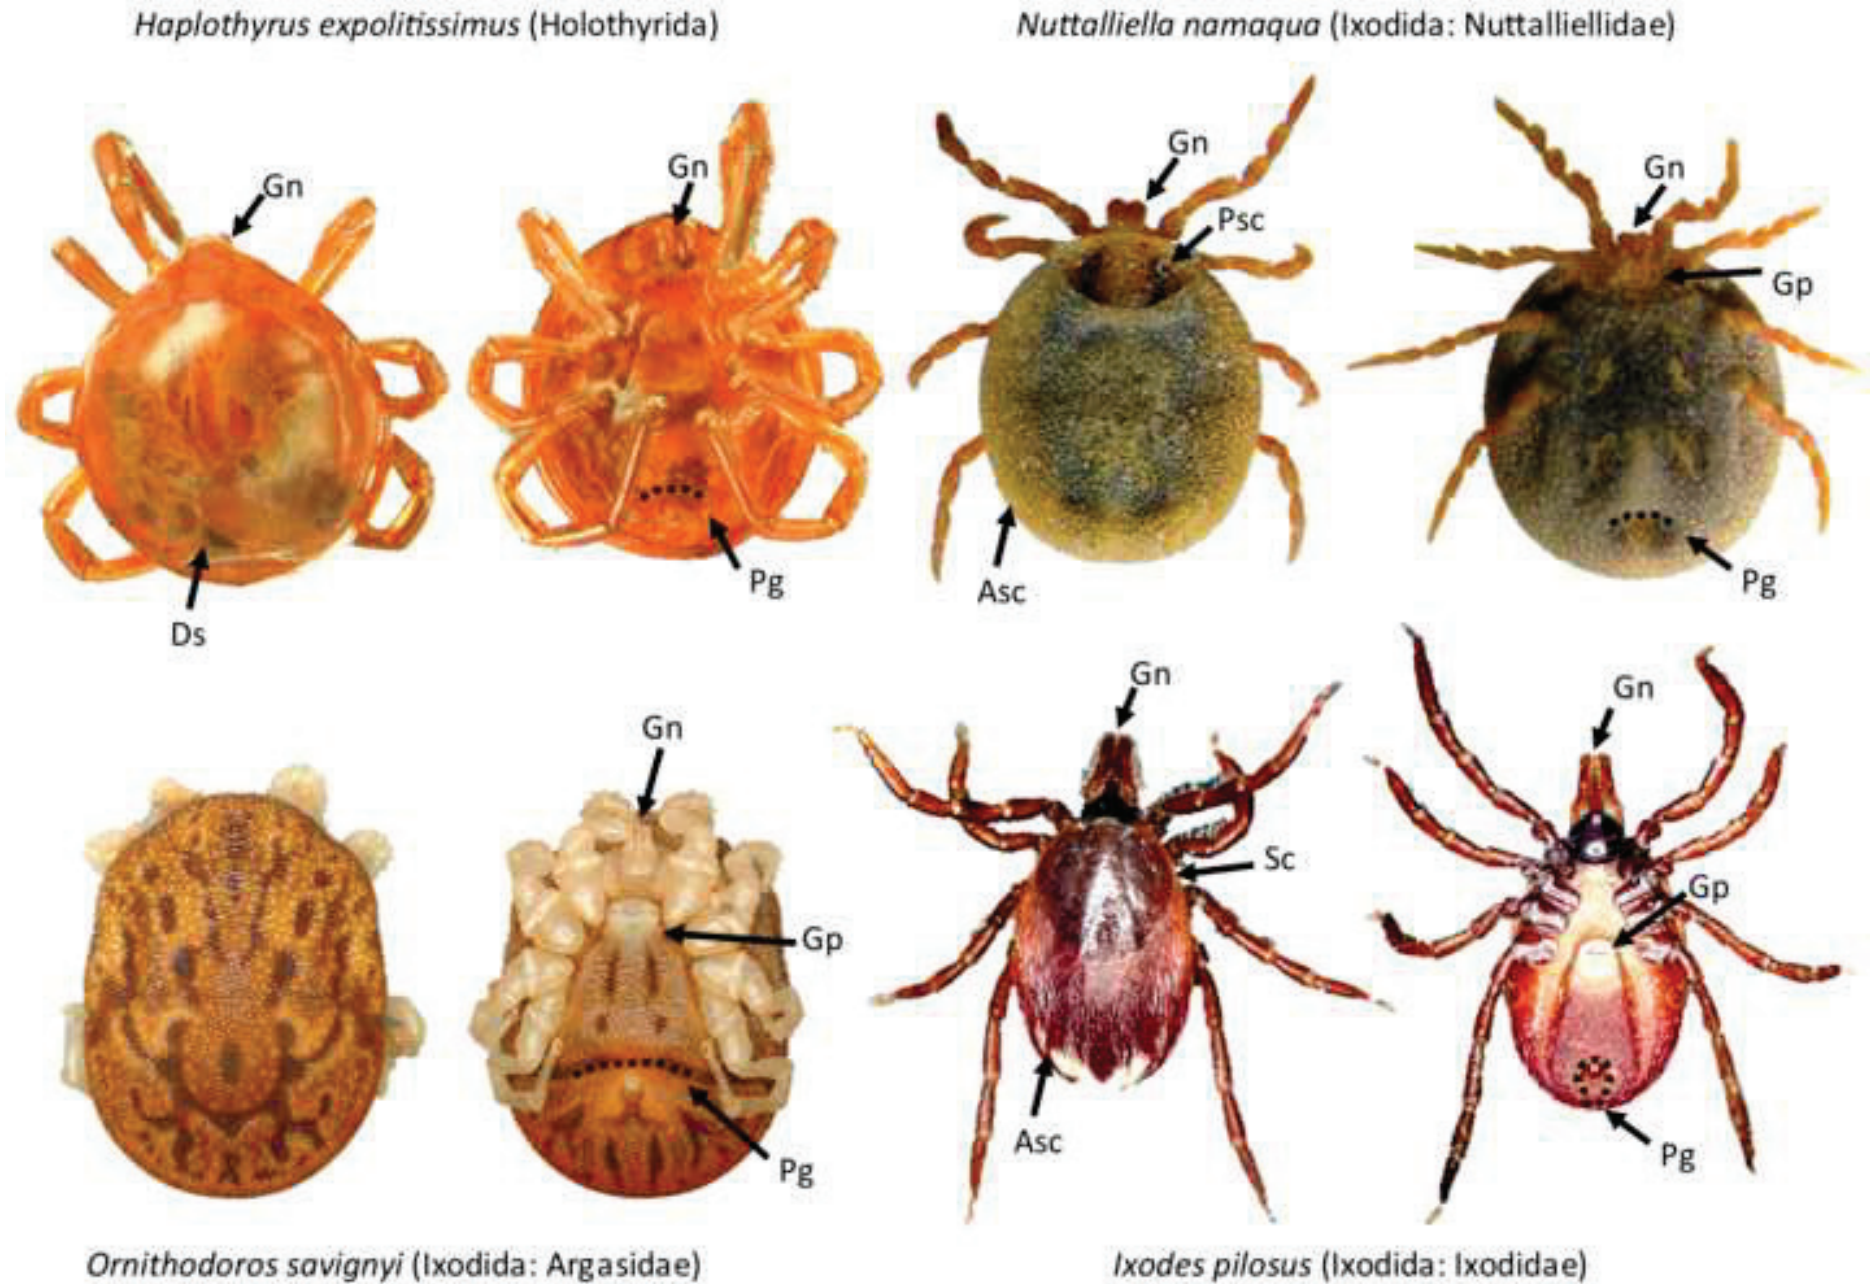 Haplothyrus expolitissimus (Holothyrida)
Nuttalliella namaqua (Ixodida: Nuttalliellidae)
Gn
Gn
Gn
Psc
Gn
Gp
Ds
Pg
Asc
Pg
Gn
Gp
Pg
Gn
Sc
Asc
Gn
Gp
Pg
Ornithodoros savignyi (Ixodida: Argasidae)
Ixodes pilosus (Ixodida: Ixodidae)